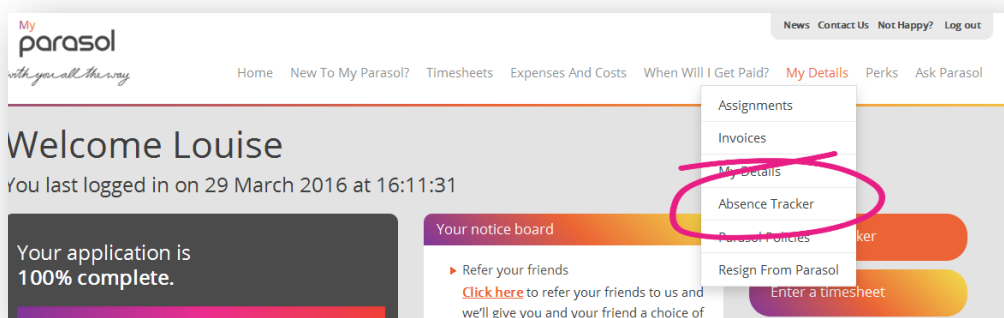 My
parasol
with you all the way
News Contact Us Not Happy? Log out
Home New To My Parasol? Timesheets Expenses And Costs When Will I Get Paid? My Details Perks Ask Parasol
Assignments
Invoices
My Details
Absence Tracker
Parasol Policies
Resign From Parasol
Welcome Louise
You last logged in on 29 March 2016 at 16:11:31
Your application is
100% complete.
Your notice board
Refer your friends
Click here to refer your friends to us and
we'll give you and your friend a choice of
ker
Enter a timesheet